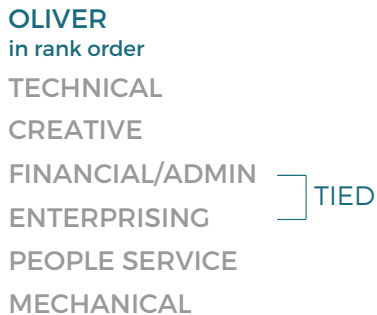 OLIVER
in rank order
TECHNICAL
CREATIVE
FINANCIAL/ADMIN
TIED
ENTERPRISING
PEOPLE SERVICE
MECHANICAL